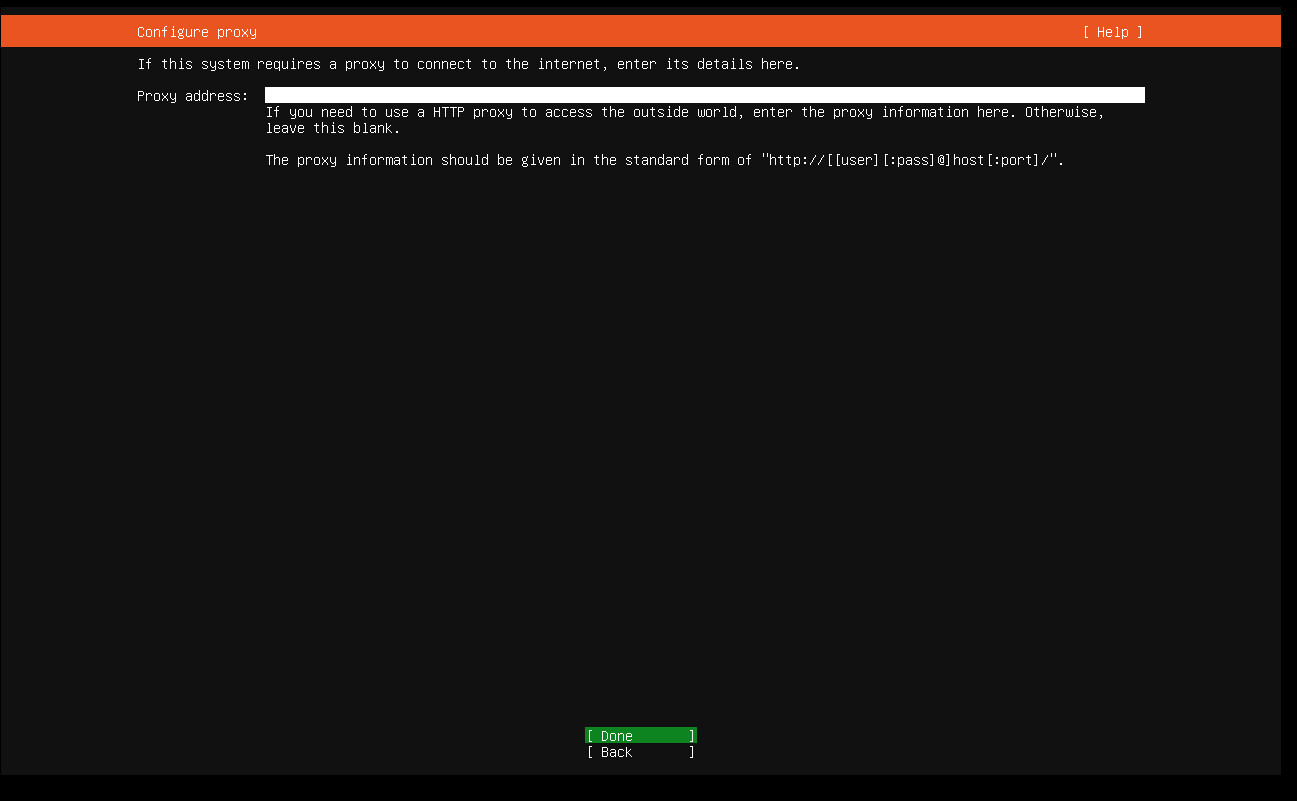 Configure proxy [ Help ]
If this system requires a proxy to connect to the internet, enter its details here.
Proxy address:
If you need to use a HTTP proxy to access the outside world, enter the proxy information here. Otherwise,
leave this blank.
The proxy information should be given in the standard form of "http://[[user][:pass]@]host[:port]/".
[ Done ]
[ Back ]